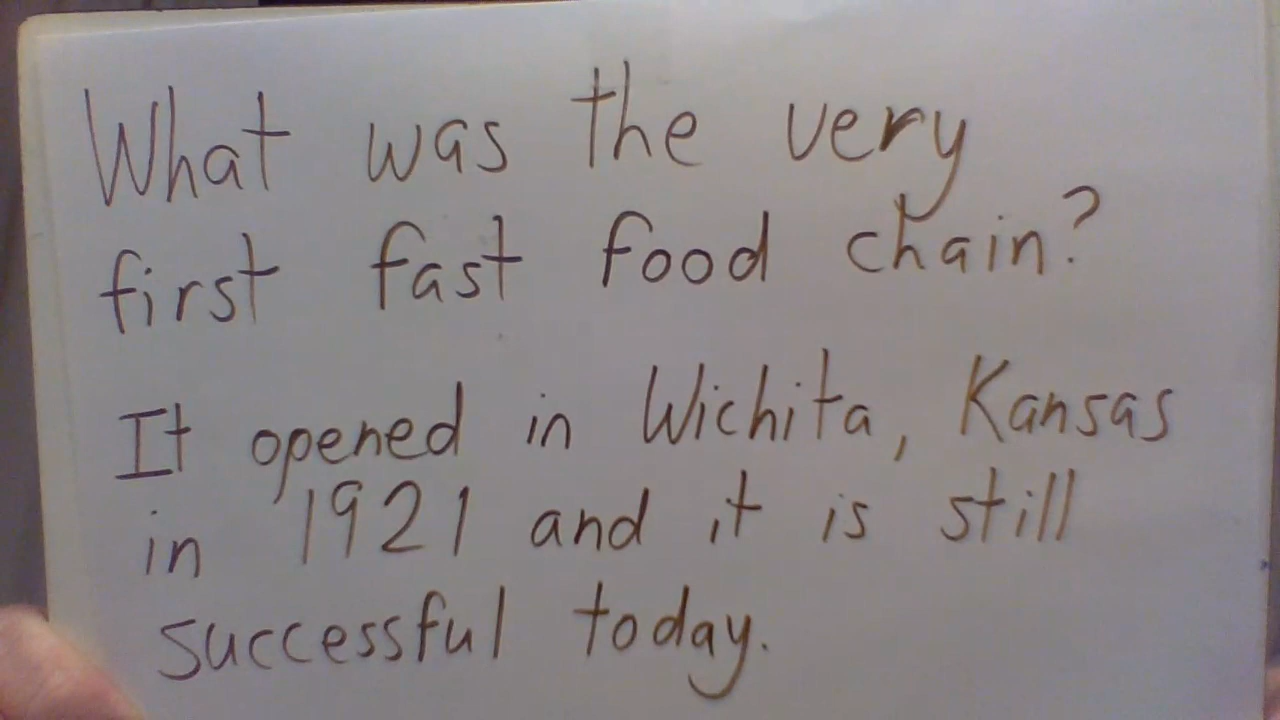 What was the very
first fast food chain?
It opened in Wichita, Kansas
in 1921 and it is still
successful today.